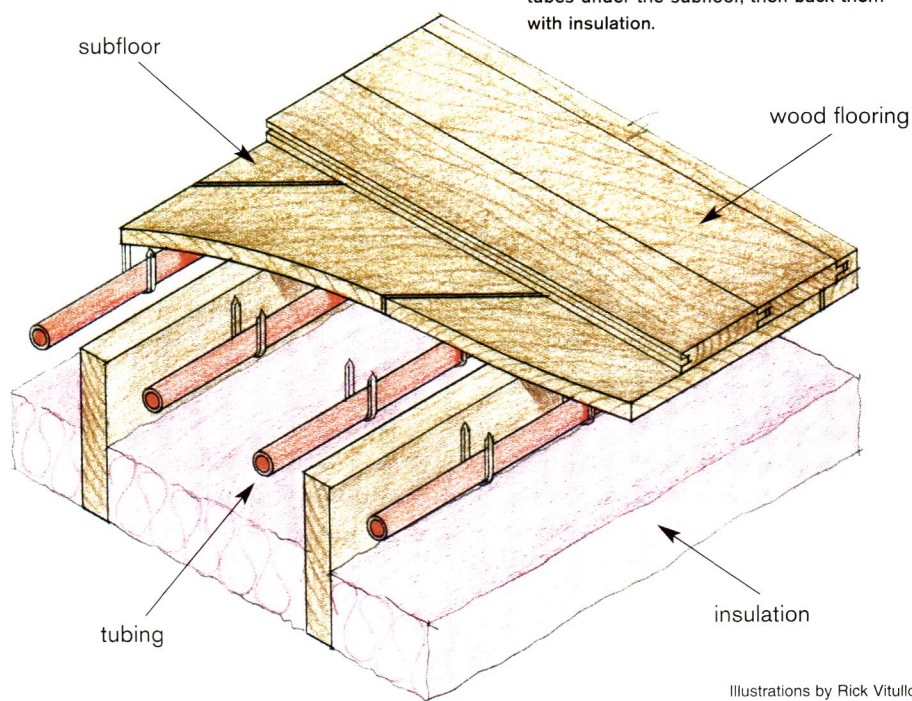 tubes under the subfloor, then back them
with insulation.
subfloor
wood flooring
tubing
insulation
Illustrations by Rick Vitullo